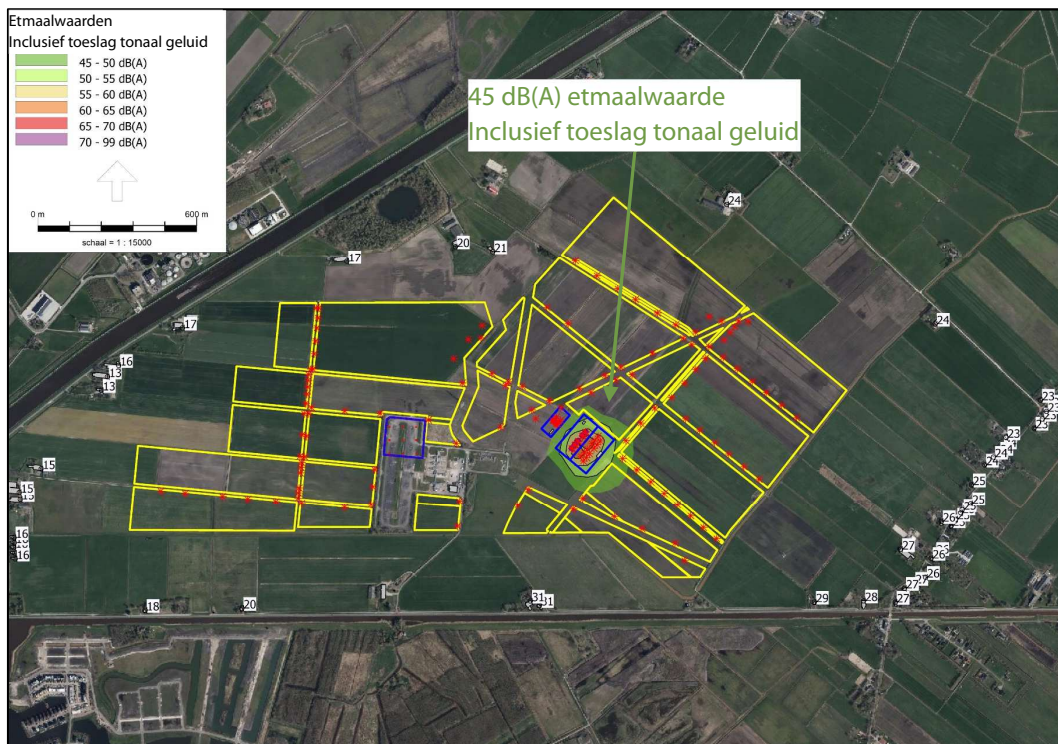 Etmaalwaarden
Inclusief toeslag tonaal geluid
45 - 50 dB(A)
50 - 55 dB(A)
55 - 60 dB(A)
60 - 65 dB(A)
65 - 70 dB(A)
70 - 99 dB(A)
0 m 600 m
schaal = 1 : 15000
45 dB(A) etmaalwaarde
Inclusief toeslag tonaal geluid
24
20
21
17
24
17
16
13
13
23
23
23
23
24
24
15
15
25
25
16
16
26
27
26
26
27
27
18
20
31
31
29
28